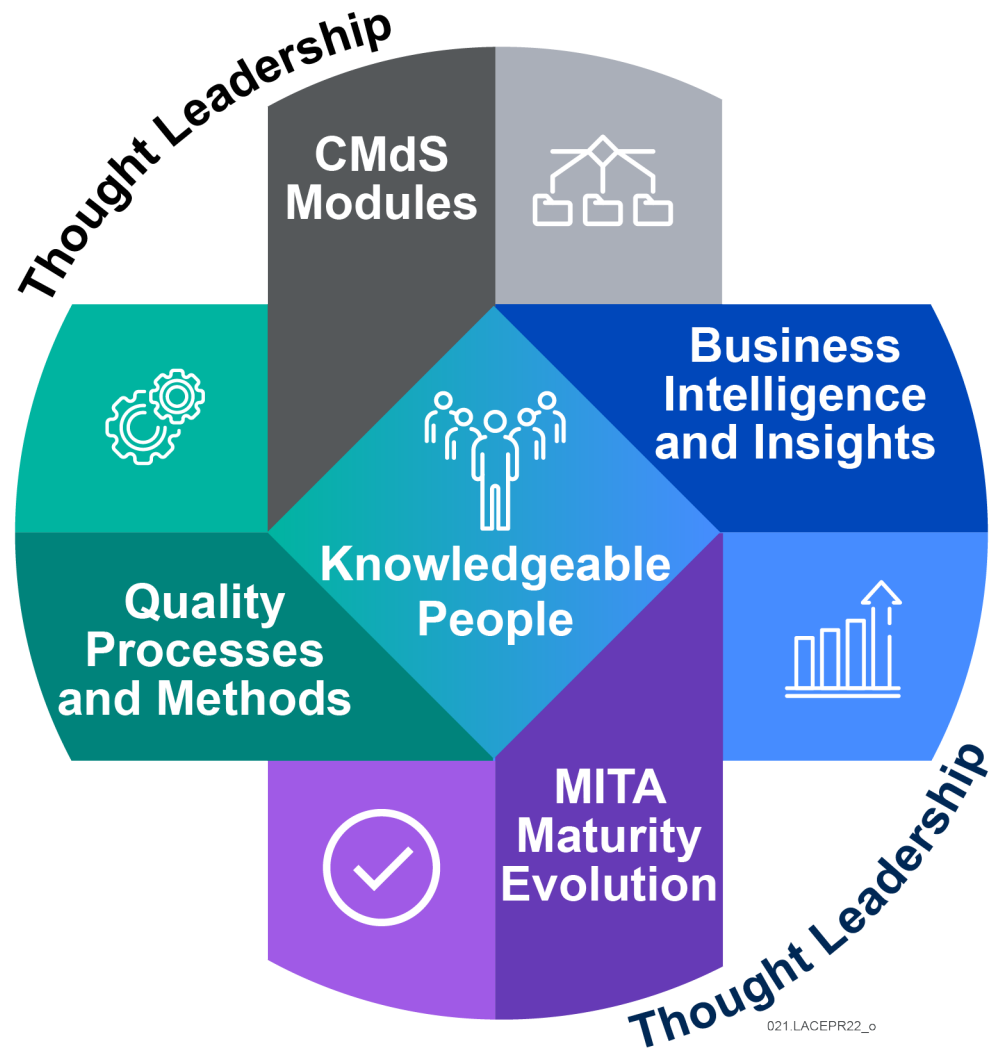 Thought Leadership
CMdS
Modules
Business
Intelligence
and Insights
Knowledgeable
People
Quality
Processes
and Methods
MITA
Maturity
Evolution
Thought Leadership
021.LACEPR22_o